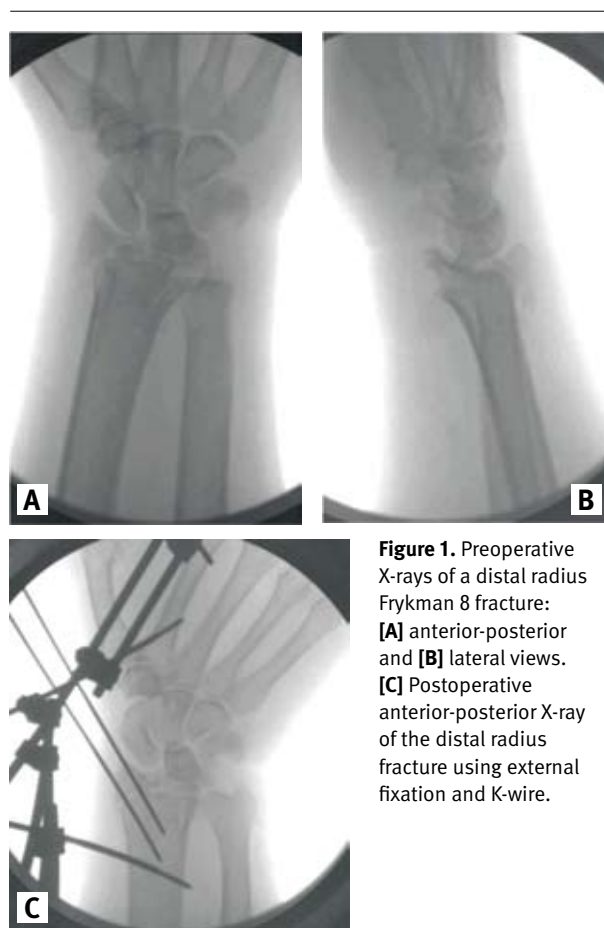 A
B
Figure 1. Preoperative
X-rays of a distal radius
Frykman 8 fracture:
[A] anterior-posterior
and [B] lateral views.
[C] Postoperative
anterior-posterior X-ray
of the distal radius
fracture using external
fixation and K-wire.
C